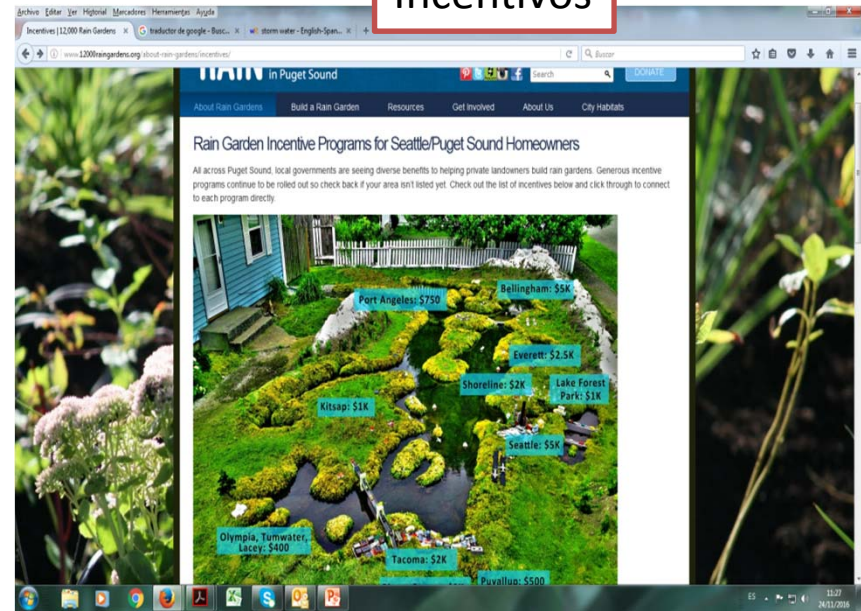 Incentivos
Archivo Editar Ver Historial Marcadores Herramientas Ayuda
Incentives | 12,000 Rain Gardens
traductor de google - Busc...
storm water - English-Span...
www.12000raingardens.org/about-rain-gardens/incentives/
Buscar
RAIN in Puget Sound
Search
DONATE
About Rain Gardens
Build a Rain Garden
Resources
Get Involved
About Us
City Habitats
Rain Garden Incentive Programs for Seattle/Puget Sound Homeowners
All across Puget Sound, local governments are seeing diverse benefits to helping private landowners build rain gardens. Generous incentive
programs continue to be rolled out so check back if your area isn't listed yet. Check out the list of incentives below and click through to connect
to each program directly.
Port Angeles: $750
Bellingham: $5K
Everett: $2.5K
Shoreline: $2K
Lake Forest
Park: $1K
Kitsap: $1K
Seattle: $5K
Olympia, Tumwater,
Lacey: $400
Tacoma: $2K
Puyallup: $500
ES
11:27
24/11/2016